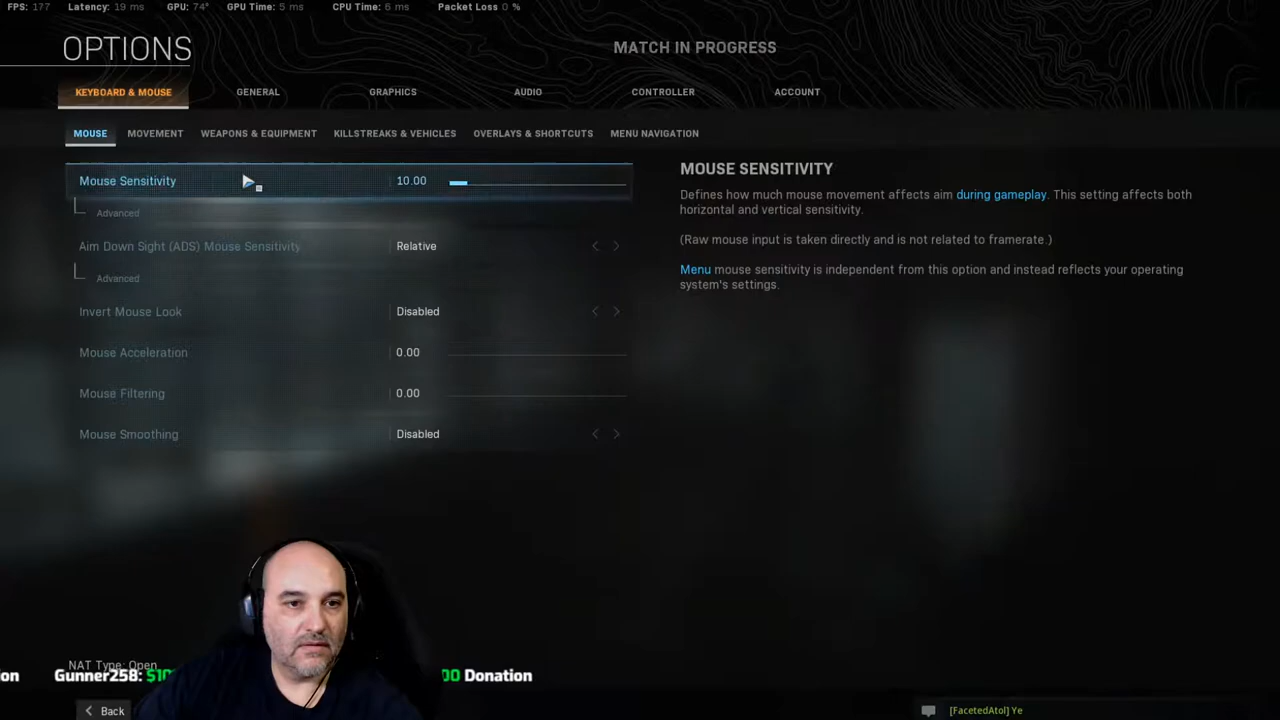 FPS: 177 Latency: 19 ms GPU: 74° GPU Time: 5 ms CPU Time: 6 ms Packet Loss 0 %
OPTIONS
MATCH IN PROGRESS
KEYBOARD & MOUSE GENERAL GRAPHICS AUDIO CONTROLLER ACCOUNT
MOUSE MOVEMENT WEAPONS & EQUIPMENT KILLSTREAKS & VEHICLES OVERLAYS & SHORTCUTS MENU NAVIGATION
Mouse Sensitivity 10.00
Advanced
Aim Down Sight (ADS) Mouse Sensitivity Relative
Advanced
Invert Mouse Look Disabled
Mouse Acceleration 0.00
Mouse Filtering 0.00
Mouse Smoothing Disabled
MOUSE SENSITIVITY
Defines how much mouse movement affects aim during gameplay. This setting affects both
horizontal and vertical sensitivity.
(Raw mouse input is taken directly and is not related to framerate.)
Menu mouse sensitivity is independent from this option and instead reflects your operating
system's settings.
NAT Type: Open
on Gunner258: $10 00 Donation
Back
[FacetedAtol] Ye